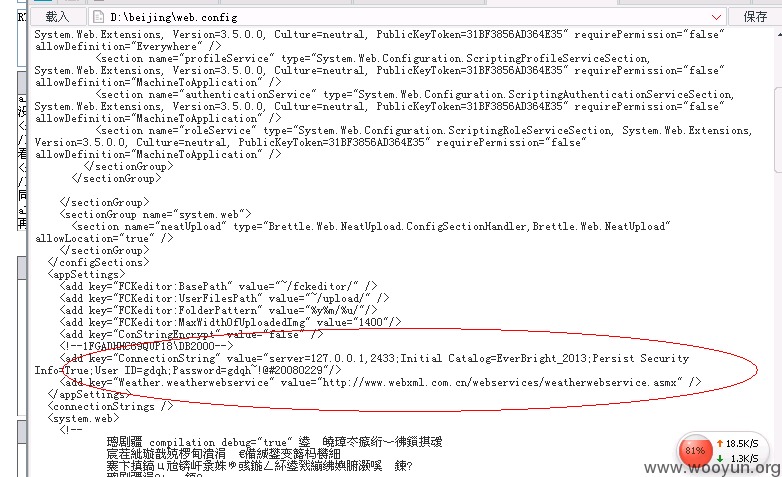 载入
D:\beijing\web.config
保存
System.Web.Extensions, Version=3.5.0.0, Culture=neutral, PublicKeyToken=31BF3856AD364E35" requirePermission="false"
allowDefinition="Everywhere" />
<section name="profileService" type="System.Web.Configuration.ScriptingProfileServiceSection,
System.Web.Extensions, Version=3.5.0.0, Culture=neutral, PublicKeyToken=31BF3856AD364E35" requirePermission="false"
allowDefinition="MachineToApplication" />
<section name="authenticationService" type="System.Web.Configuration.ScriptingAuthenticationServiceSection,
System.Web.Extensions, Version=3.5.0.0, Culture=neutral, PublicKeyToken=31BF3856AD364E35" requirePermission="false"
allowDefinition="MachineToApplication" />
<section name="roleService" type="System.Web.Configuration.ScriptingRoleServiceSection, System.Web.Extensions,
Version=3.5.0.0, Culture=neutral, PublicKeyToken=31BF3856AD364E35" requirePermission="false"
allowDefinition="MachineToApplication" />
</sectionGroup>
</sectionGroup>
</sectionGroup>
<sectionGroup name="system.web">
<section name="neatUpload" type="Brettle.Web.NeatUpload.ConfigSectionHandler,Brettle.Web.NeatUpload"
allowLocation="true" />
</sectionGroup>
</configSections>
<appSettings>
<add key="FCKeditor:BasePath" value="~/fckeditor/" />
<add key="FCKeditor:UserFilesPath" value="~/upload/" />
<add key="FCKeditor:FolderPattern" value="%y%m/%u/"/>
<add key="FCKeditor:MaxWidthOfUploadedImg" value="1400"/>
<add key="ConStringEncrypt" value="false" />
<add key="ConnectionString" value="server=127.0.0.1,2433;Initial Catalog=EverBright_2013;Persist Security
Info=True;User ID=gdqh;Password=gdqh~!@#20080229"/>
<add key="Weather.weatherwebservice" value="http://www.webxml.com.cn/webservices/weatherwebservice.asmx" />
</appSettings>
<connectionStrings />
<system.web>
<!--
compilation debug="true"
81%
18.5K/S
1.3K/S
www.wooyun.org